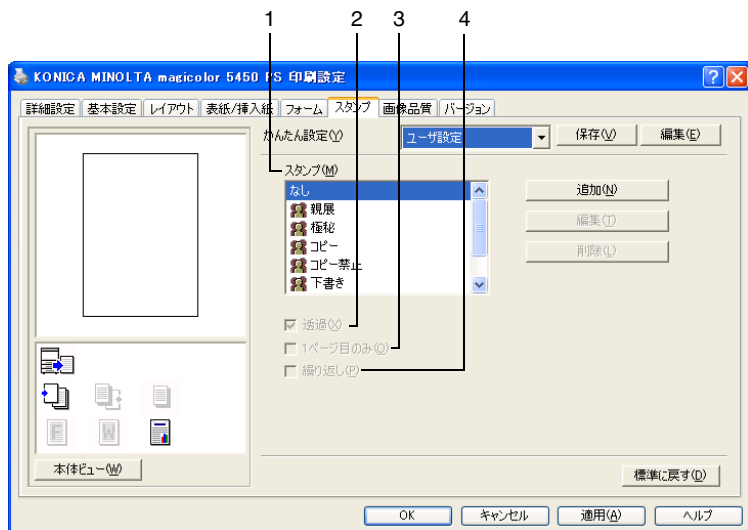 1 2 3 4
KONICA MINOLTA magicolor 5450 PS 印刷設定
詳細設定 基本設定 レイアウト 表紙/挿入紙 フォーム スタンプ 画像品質 バージョン
かんたん設定(Y) ユーザ設定 保存(V) 編集(E)
スタンプ(M)
なし
親展
極秘
コピー
コピー禁止
下書き
追加(N)
編集(T)
削除(L)
透過(X)
1ページ目のみ(O)
繰り返し(P)
F W
本体ビュー(W)
標準に戻す(D)
OK キャンセル 適用(A) ヘルプ